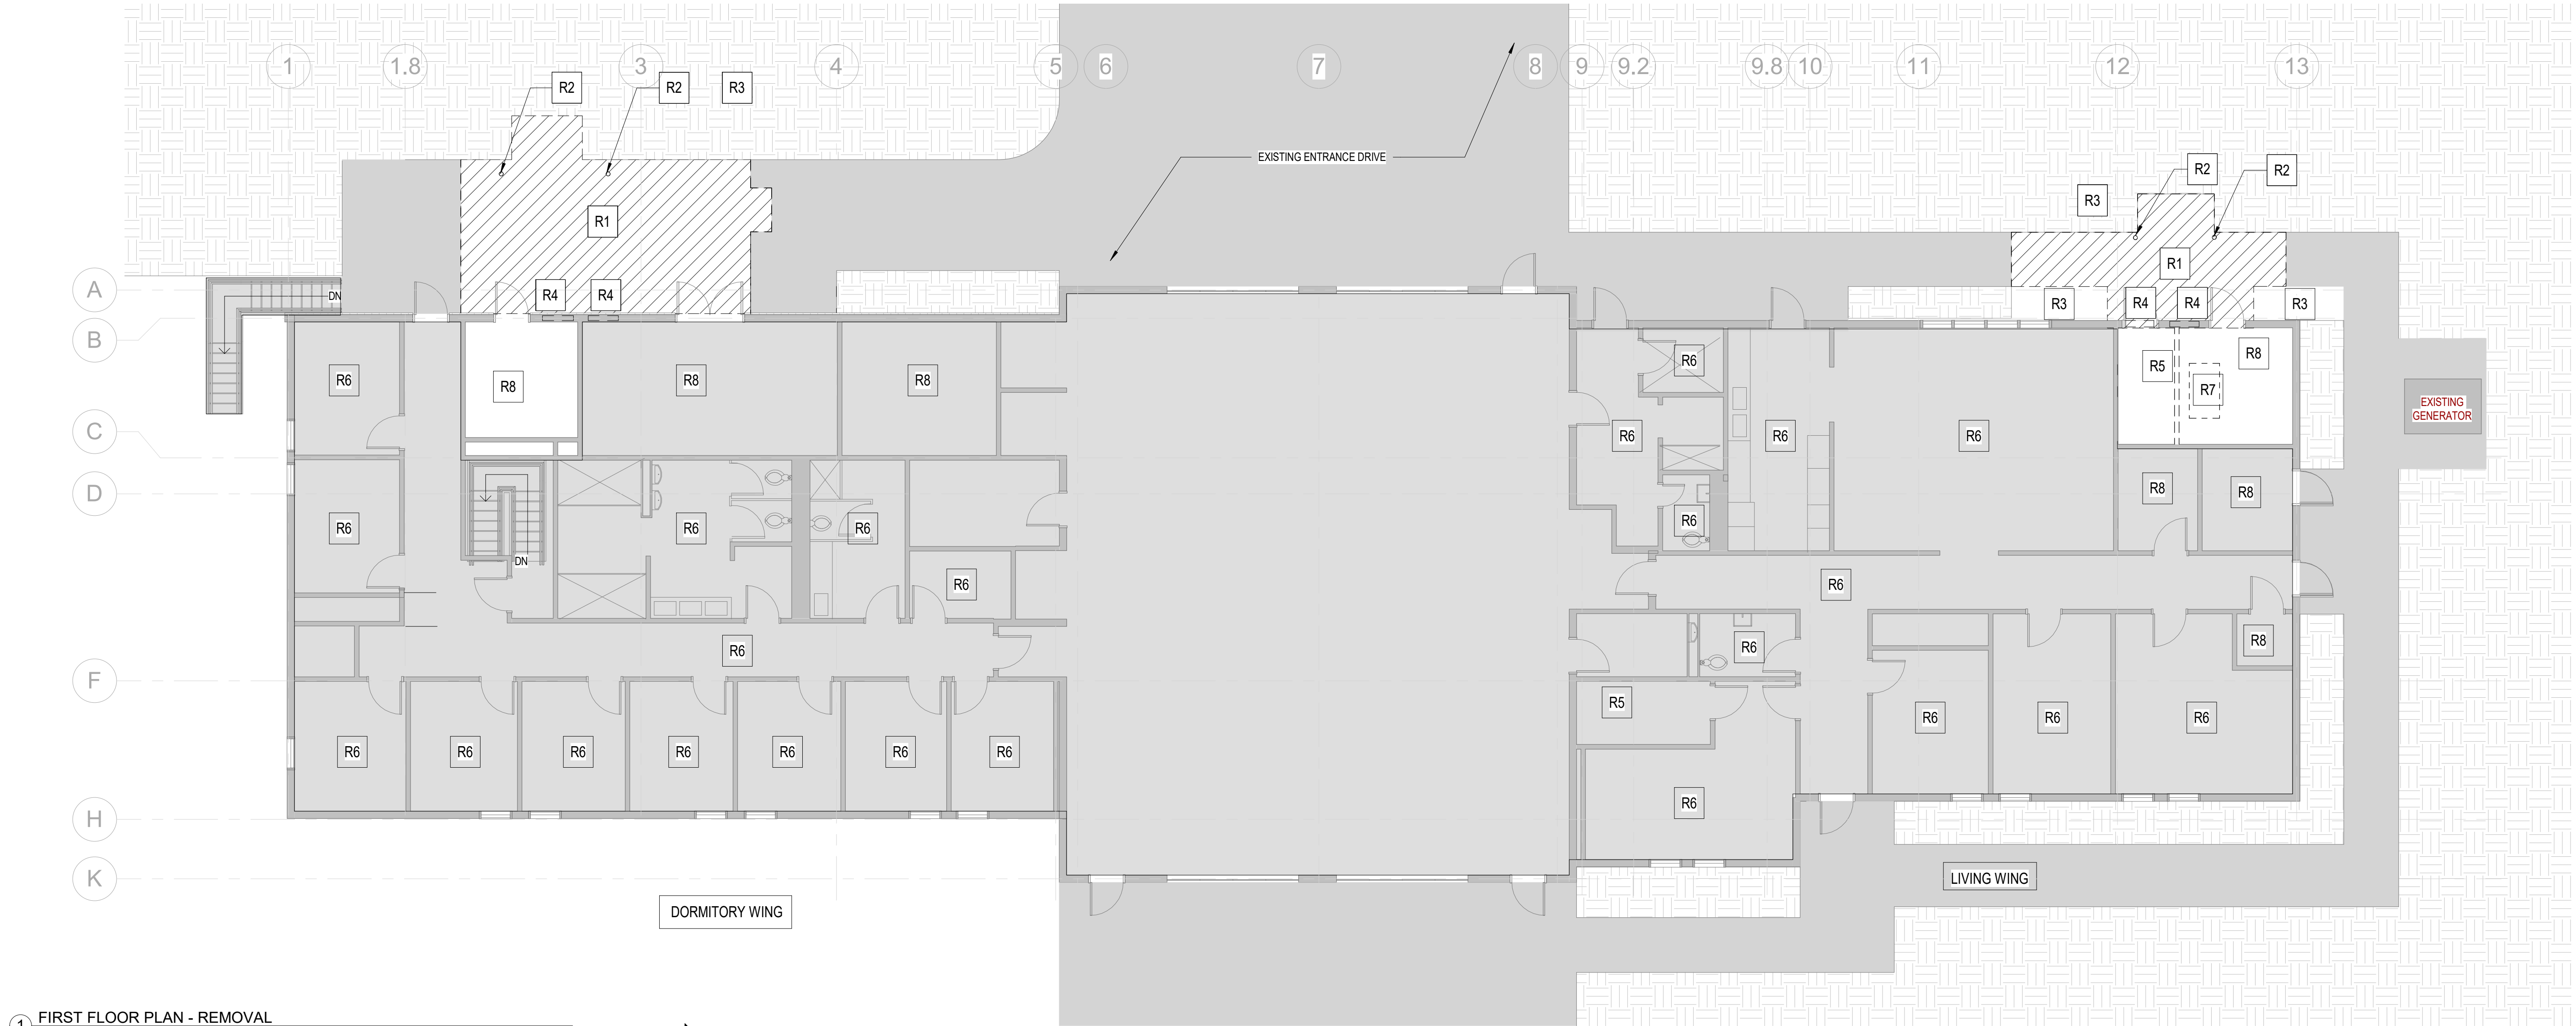 1 1.8 3 4 5 6 7 8 9 9.2 9.8 10 11 12 13
R2 R2 R3
EXISTING ENTRANCE DRIVE
R2 R2
R3
R1
R1
A
DN
R4 R4
R3 R4 R4 R3
B
R6 R8 R8 R8
R6
R5 R8
R7
EXISTING
GENERATOR
C
R6 R6 R6
D
R8 R8
R6 R6 R6
R6
DN
R6 R6
R6 R6 R8
F
R5
R6 R6 R6
R6 R6 R6 R6 R6 R6 R6
H
R6
K
LIVING WING
DORMITORY WING
1 FIRST FLOOR PLAN - REMOVAL